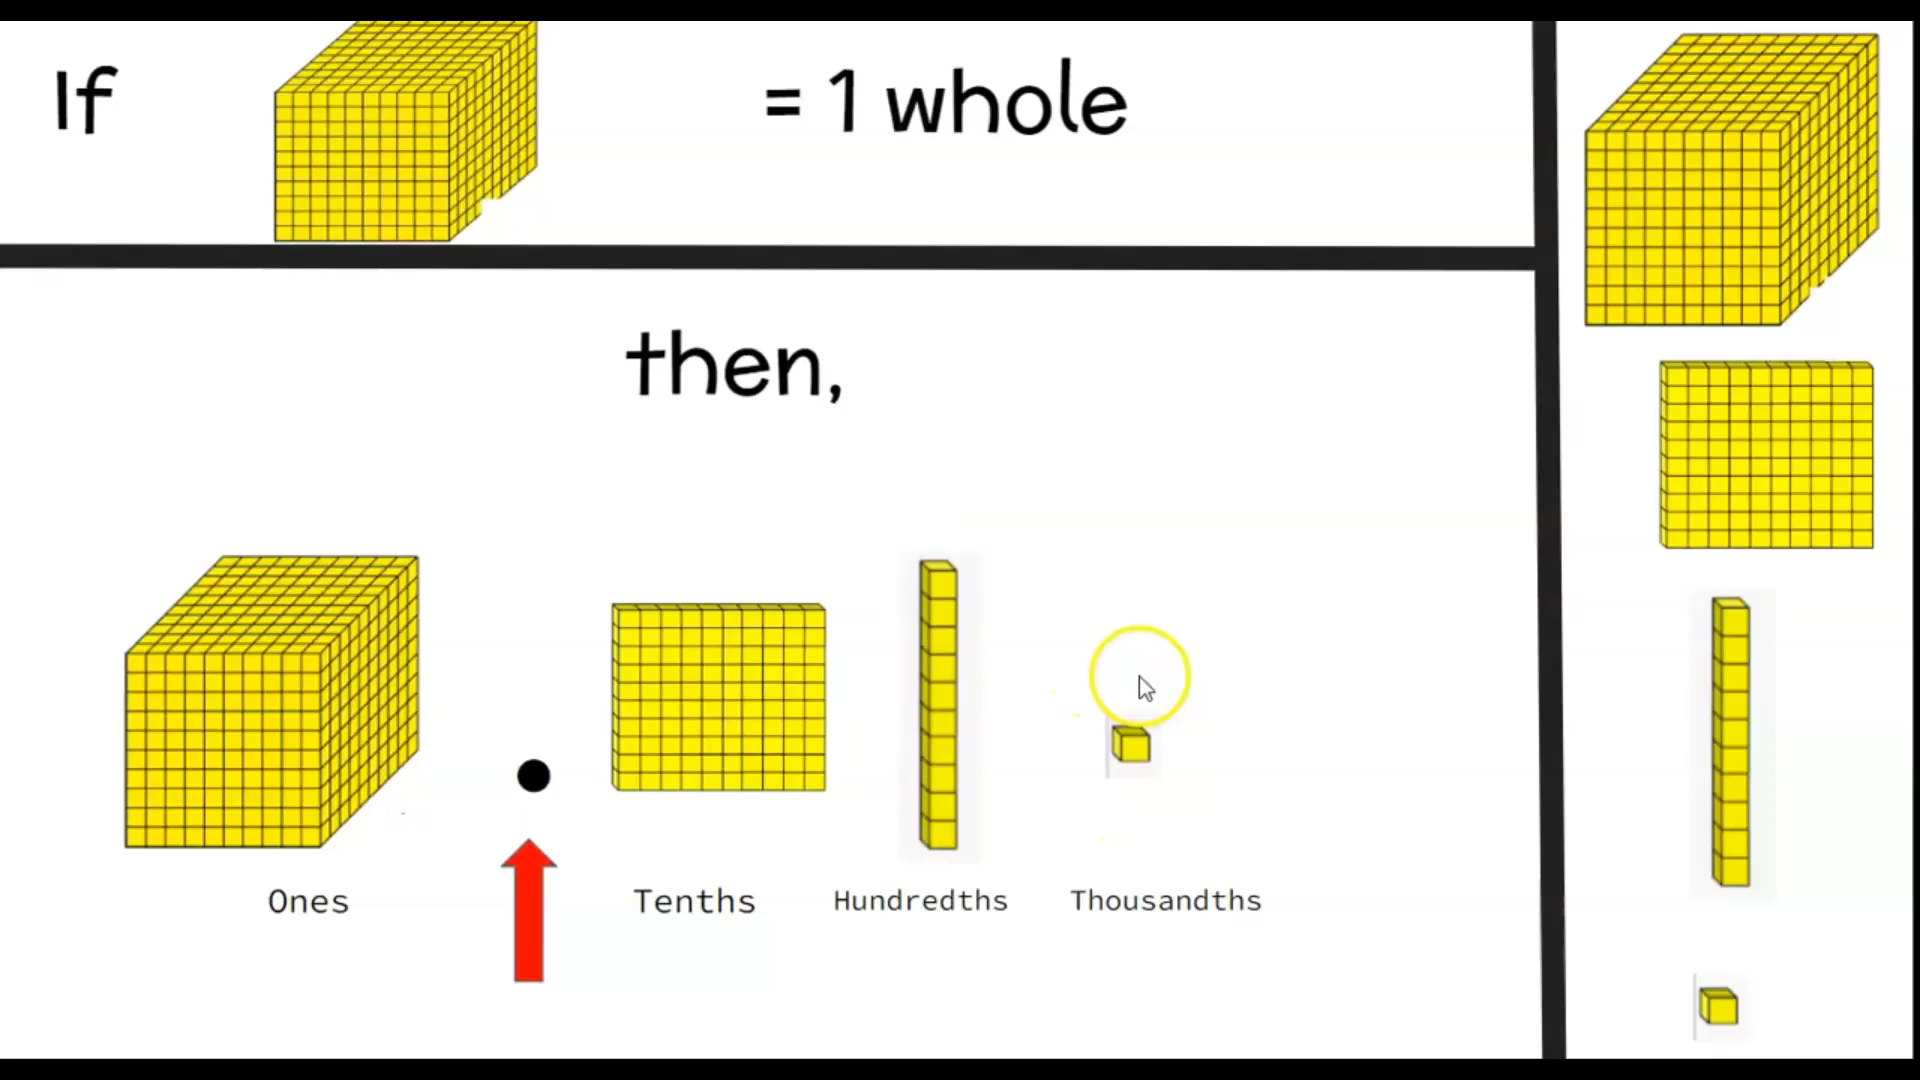 If = 1 whole
then,
Ones Tenths Hundredths Thousandths